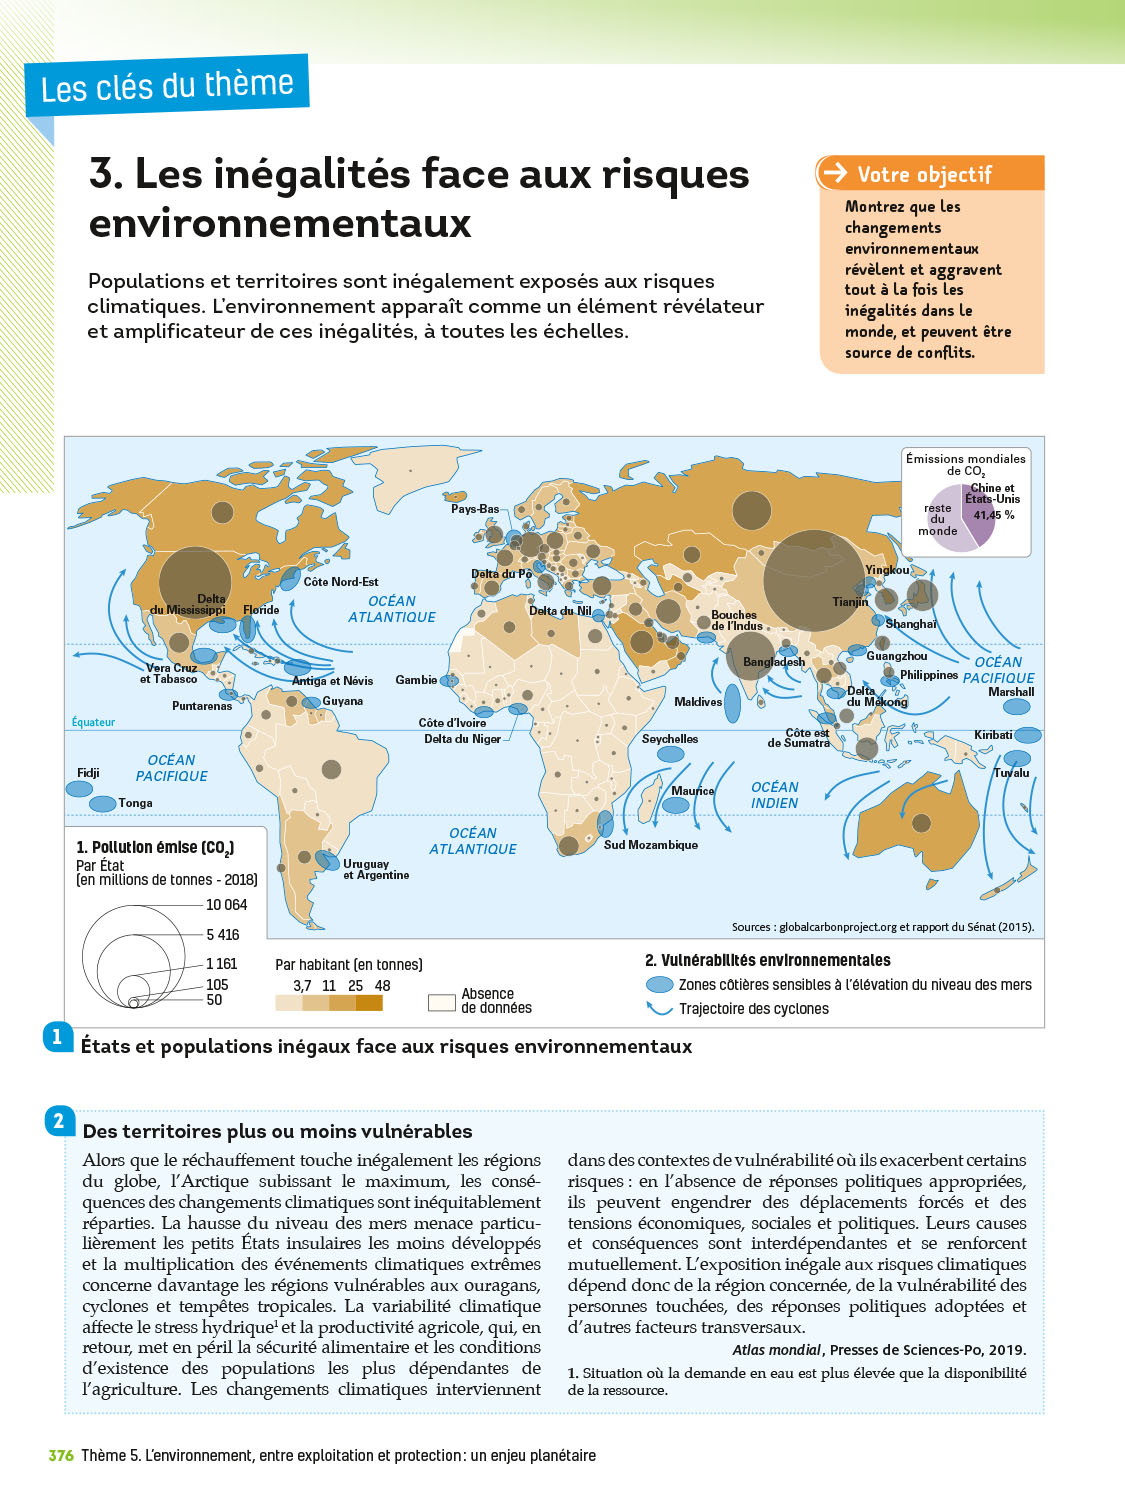 Les clés du thème
3. Les inégalités face aux risques
environnementaux
Populations et territoires sont inégalement exposés aux risques
climatiques. L'environnement apparaît comme un élément révélateur
et amplificateur de ces inégalités, à toutes les échelles.
→ Votre objectif
Montrez que les
changements
environnementaux
révèlent et aggravent
tout à la fois les
inégalités dans le
monde, et peuvent être
source de conflits.
Émissions mondiales
de CO2
Chine et
États-Unis
41,45 %
reste
du
monde
Pays-Bas
Delta du Pô
Delta du Nil
Côte Nord-Est
OCÉAN
ATLANTIQUE
Delta
du Mississippi
Floride
Vera Cruz
et Tabasco
Puntarenas
Antiga et Névis
Guyana
Gambie
Côte d'Ivoire
Delta du Niger
Yingkou
Tianjin
Shanghaï
Bouches
de l'Indus
Bangladesh
Guangzhou
Philippines
OCÉAN
PACIFIQUE
Marshall
Maldives
Delta
du Mékong
Côte est
de Sumatra
Kiribati
Tuvalu
Seychelles
Maurice
OCÉAN
INDIEN
Équateur
OCÉAN
PACIFIQUE
Fidji
Tonga
OCÉAN
ATLANTIQUE
Sud Mozambique
Uruguay
et Argentine
Sources : globalcarbonproject.org et rapport du Sénat (2015).
1. Pollution émise (CO2)
Par État
(en millions de tonnes - 2018)
10 064
5 416
1 161
105
50
Par habitant (en tonnes)
3,7 11 25 48
Absence
de données
2. Vulnérabilités environnementales
Zones côtières sensibles à l'élévation du niveau des mers
Trajectoire des cyclones
1 États et populations inégaux face aux risques environnementaux
2 Des territoires plus ou moins vulnérables
Alors que le réchauffement touche inégalement les régions
du globe, l'Arctique subissant le maximum, les consé-
quences des changements climatiques sont inéquitablement
réparties. La hausse du niveau des mers menace particu-
lièrement les petits États insulaires les moins développés
et la multiplication des événements climatiques extrêmes
concerne davantage les régions vulnérables aux ouragans,
cyclones et tempêtes tropicales. La variabilité climatique
affecte le stress hydrique1 et la productivité agricole, qui, en
retour, met en péril la sécurité alimentaire et les conditions
d'existence des populations les plus dépendantes de
l'agriculture. Les changements climatiques interviennent
dans des contextes de vulnérabilité où ils exacerbent certains
risques : en l'absence de réponses politiques appropriées,
ils peuvent engendrer des déplacements forcés et des
tensions économiques, sociales et politiques. Leurs causes
et conséquences sont interdépendantes et se renforcent
mutuellement. L'exposition inégale aux risques climatiques
dépend donc de la région concernée, de la vulnérabilité des
personnes touchées, des réponses politiques adoptées et
d'autres facteurs transversaux.
Atlas mondial, Presses de Sciences-Po, 2019.
1. Situation où la demande en eau est plus élevée que la disponibilité
de la ressource.
376 Thème 5. L'environnement, entre exploitation et protection : un enjeu planétaire